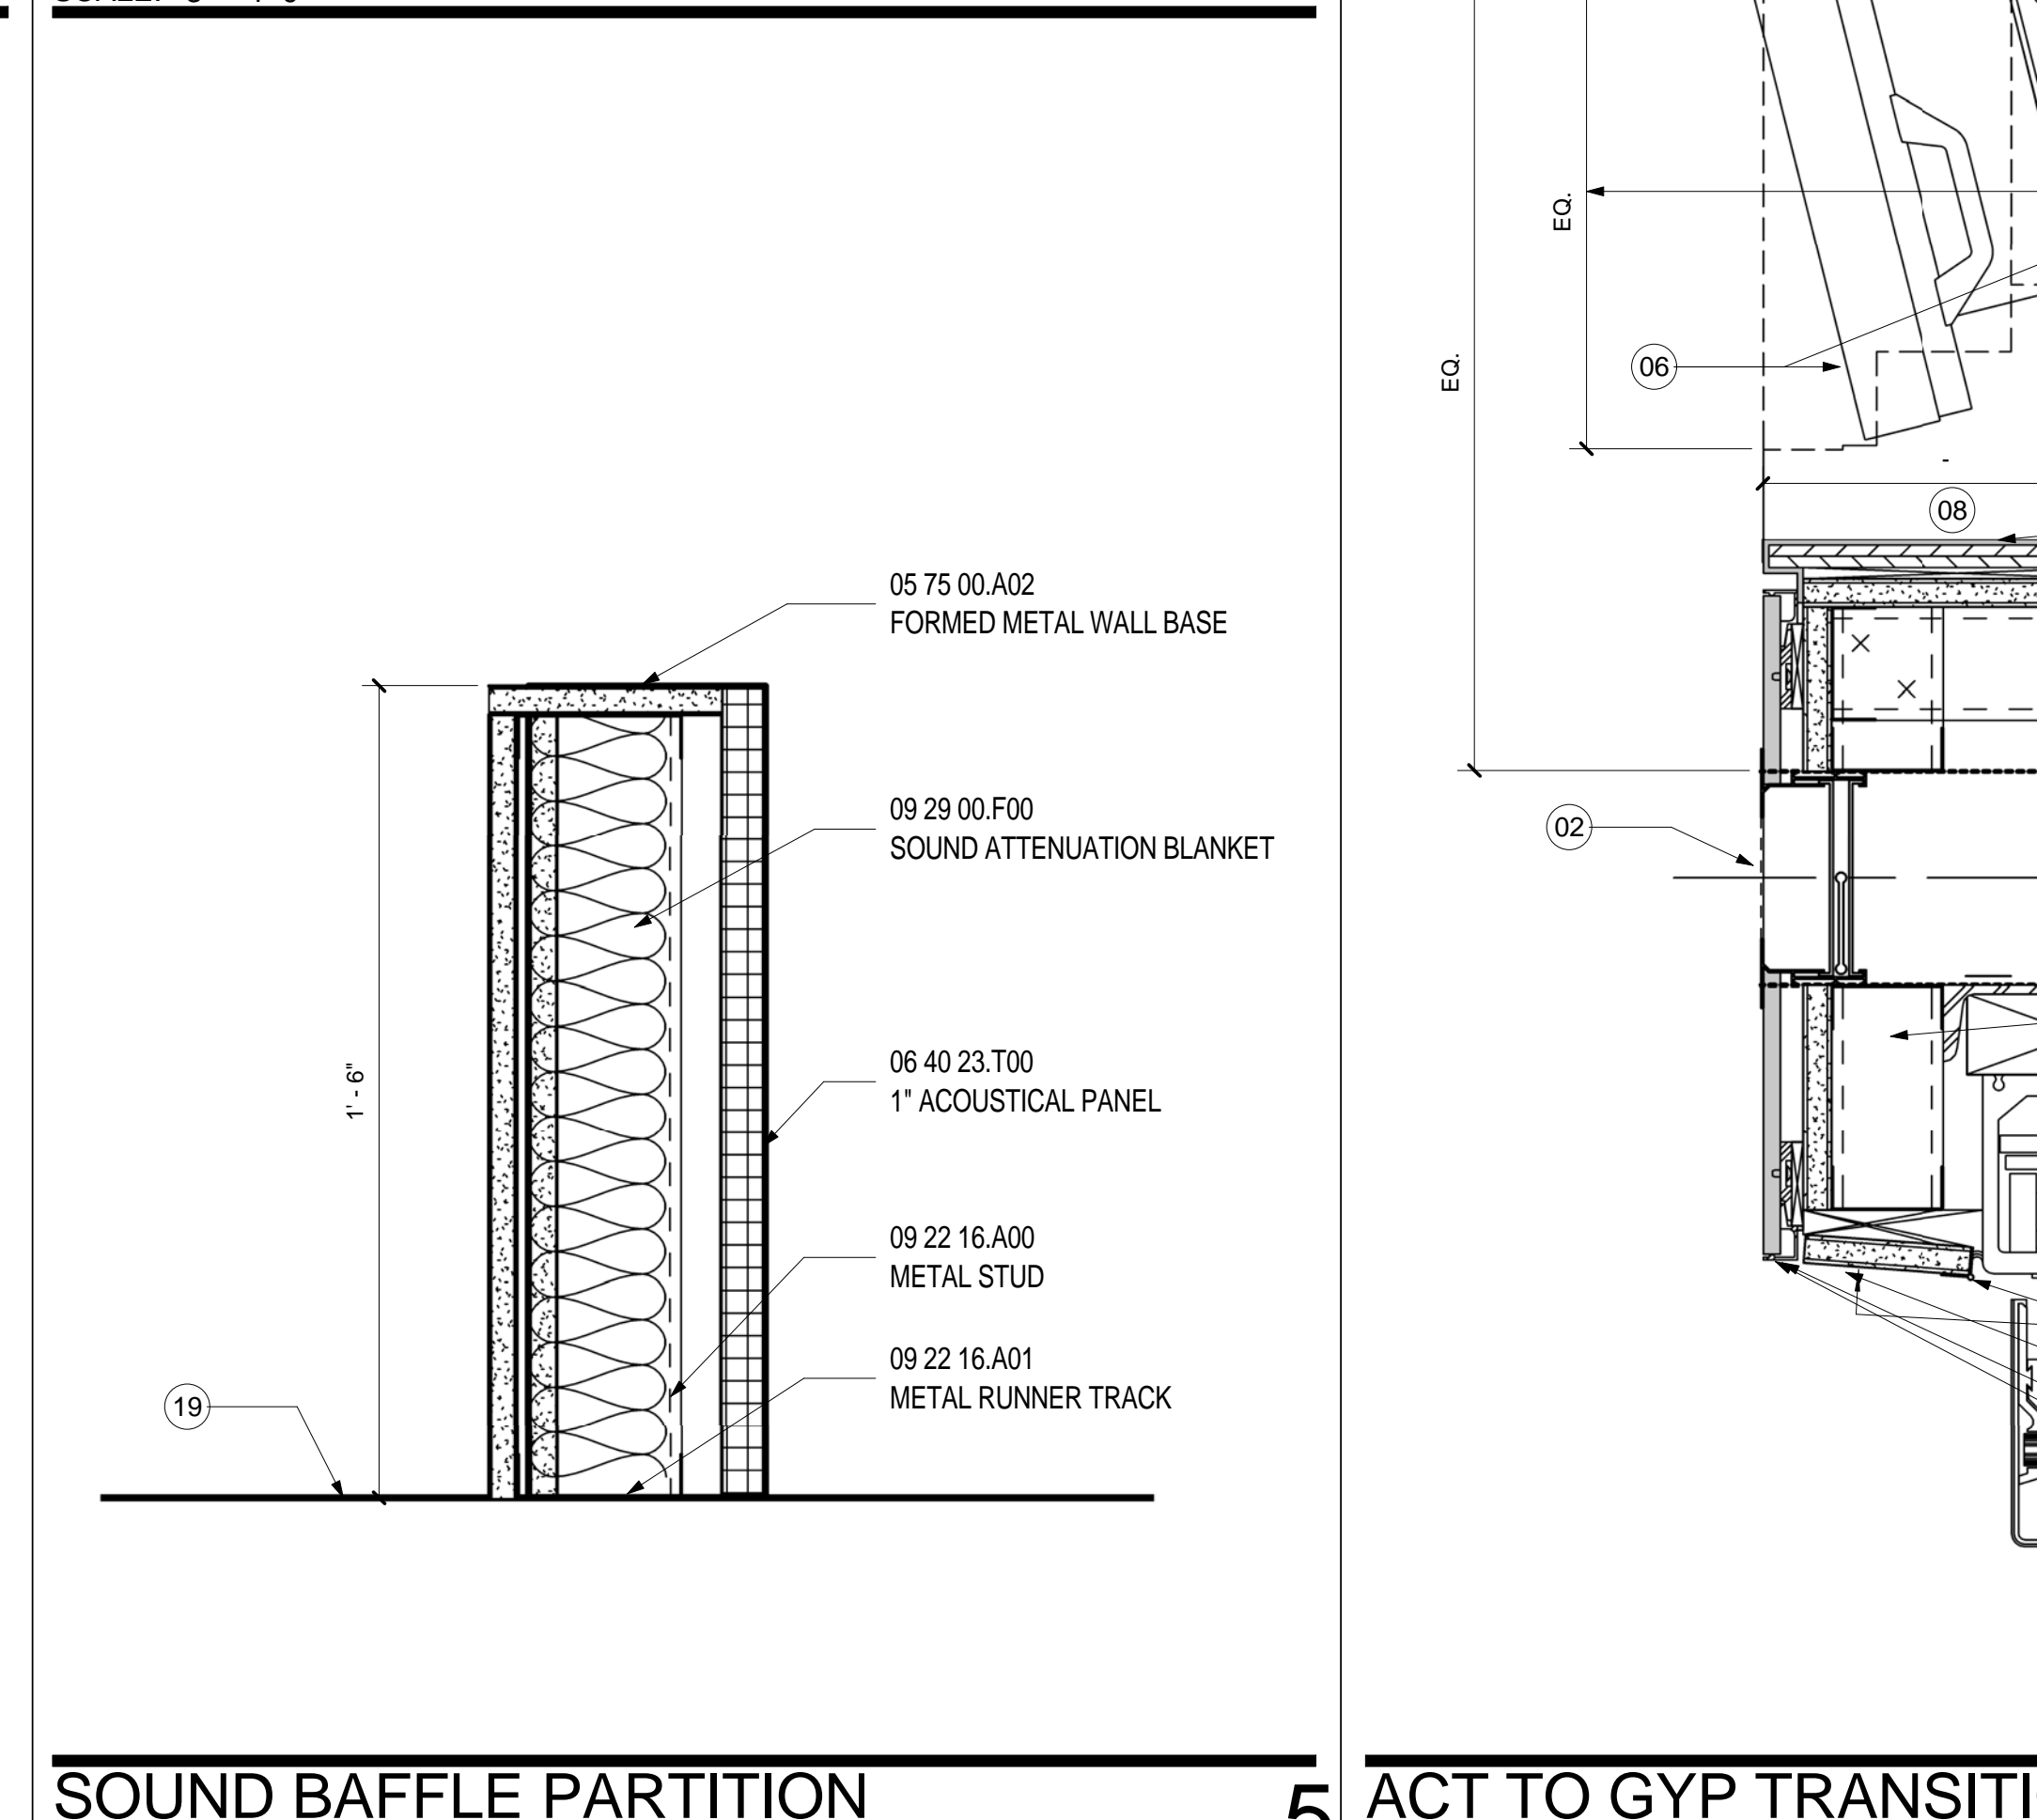 05 75 00.A02
FORMED METAL WALL BASE
09 29 00.F00
SOUND ATTENUATION BLANKET
06 40 23.T00
1" ACOUSTICAL PANEL
09 22 16.A00
METAL STUD
09 22 16.A01
METAL RUNNER TRACK
1' - 6"
19
SOUND BAFFLE PARTITION
5
EQ.
EQ.
06
08
02
ACT TO GYP TRANSITI